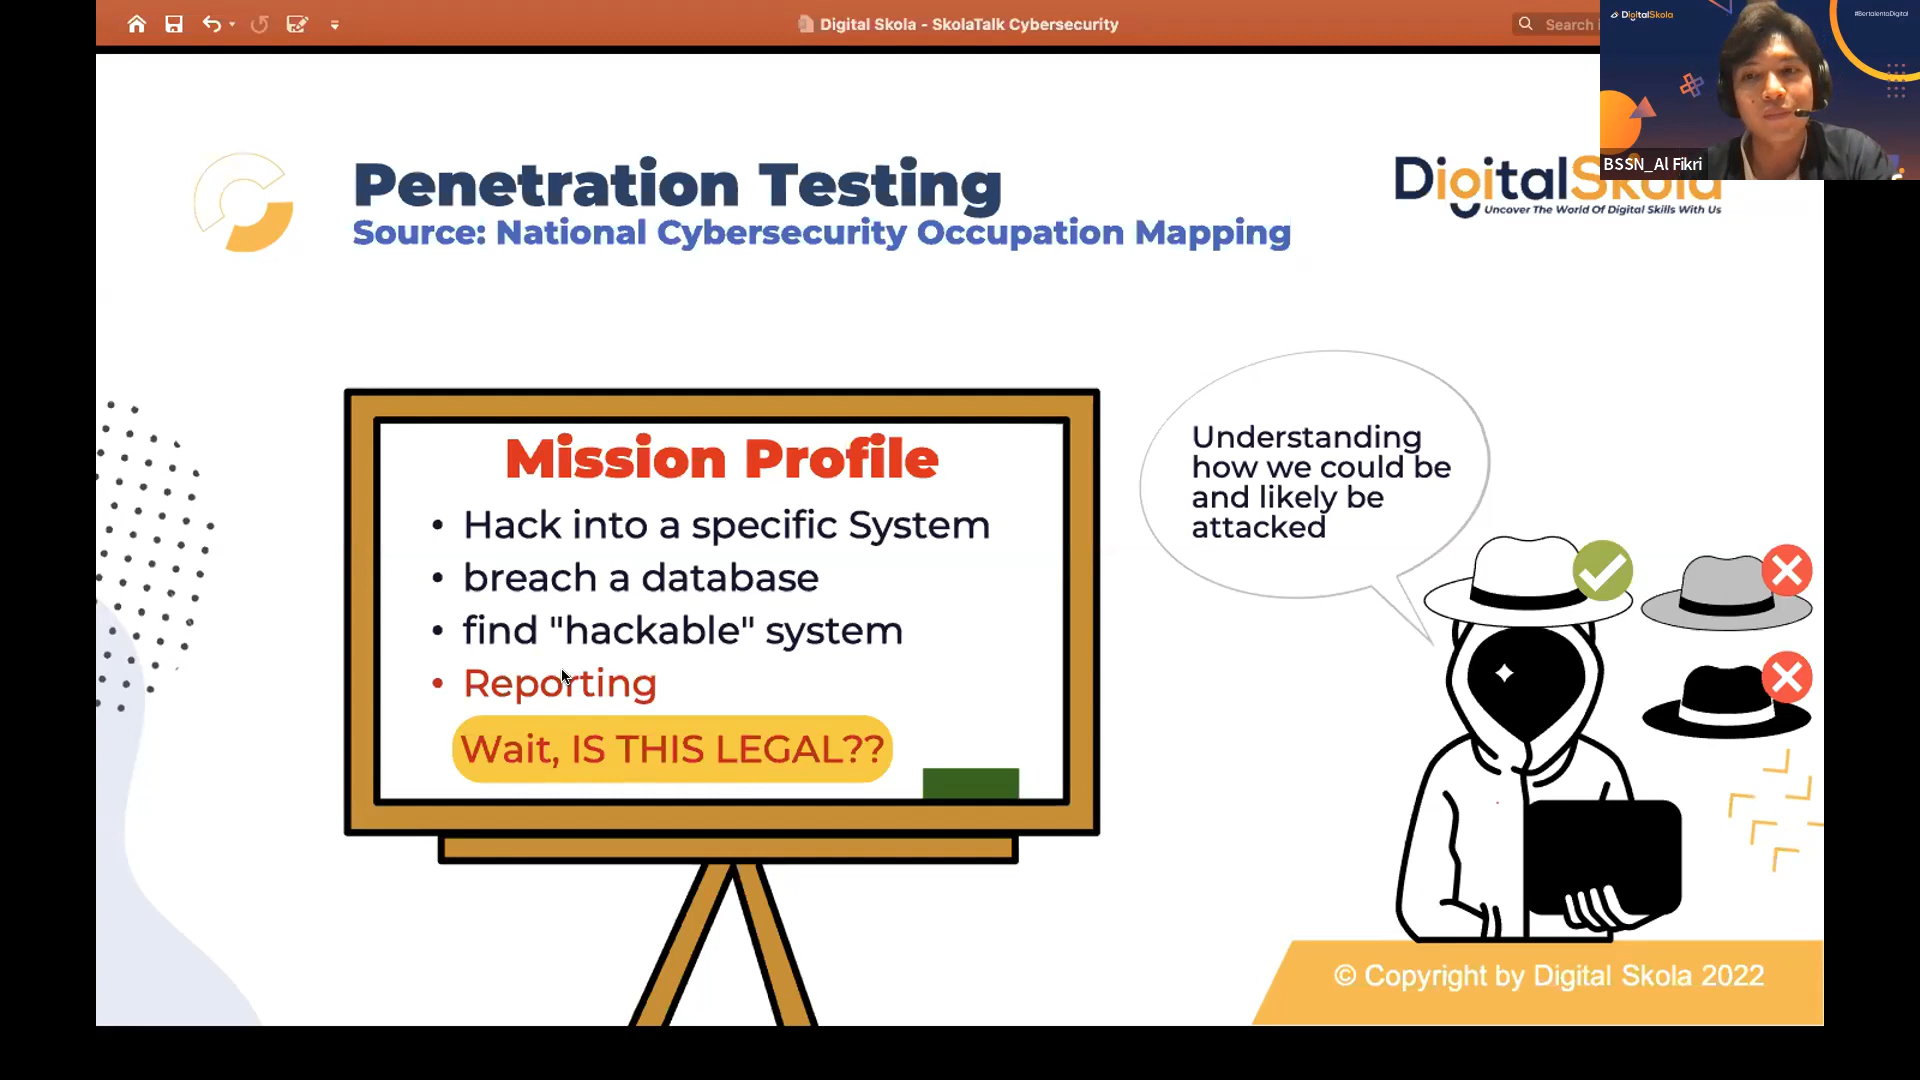 Digital Skola - SkolaTalk Cybersecurity
Search
DigitalSkola
#BertalentaDigital
BSSN_Al Fikri
Penetration Testing
Source: National Cybersecurity Occupation Mapping
DigitalSkola
Uncover The World Of Digital Skills With Us
Mission Profile
• Hack into a specific System
• breach a database
• find "hackable" system
• Reporting
Wait, IS THIS LEGAL??
Understanding
how we could be
and likely be
attacked
© Copyright by Digital Skola 2022